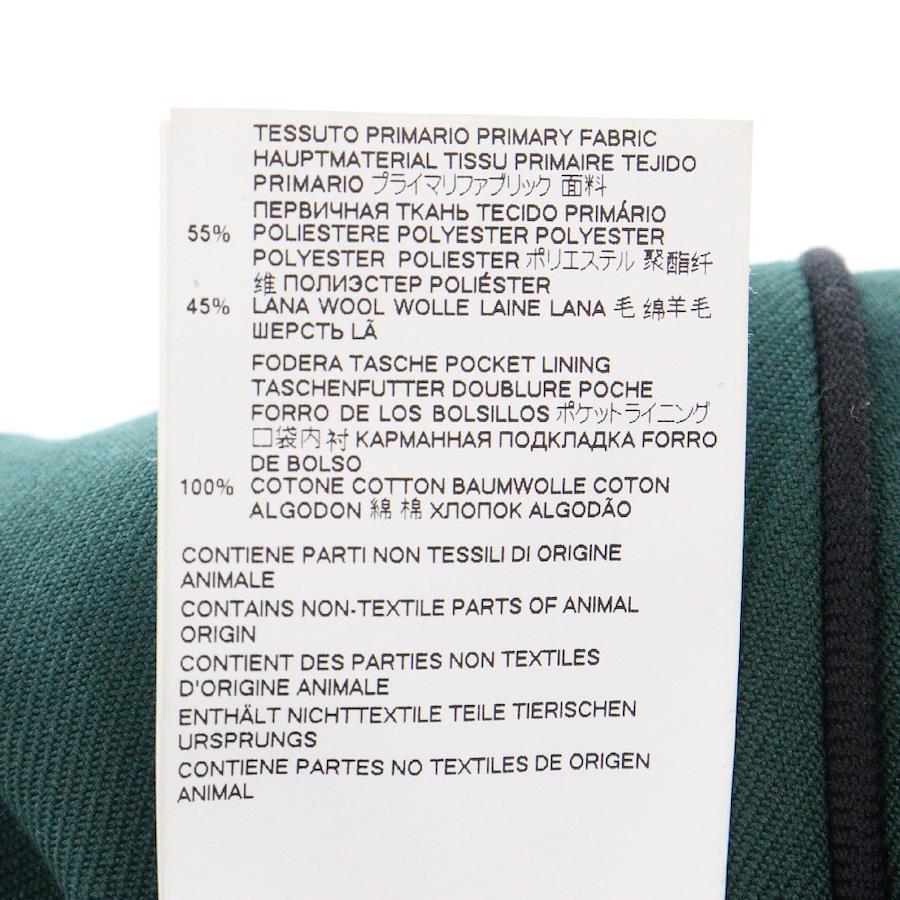 TESSUTO PRIMARIO PRIMARY FABRIC
HAUPTMATERIAL TISSU PRIMAIRE TEJIDO
PRIMARIO プライマリファブリック 面料
ПЕРВИЧНАЯ ТКАНЬ TECIDO PRIMÁRIO
55% POLIESTERE POLYESTER POLYESTER
POLYESTER POLIESTER ポリエステル 聚酯纤
维 ПОЛИЭСТЕР POLIÉSTER
45% LANA WOOL WOLLE LAINE LANA 毛 绵羊毛
ШЕРСТЬ LÃ
FODERA TASCHE POCKET LINING
TASCHENFUTTER DOUBLURE POCHE
FORRO DE LOS BOLSILLOS ポケットライニング
口袋内衬 КАРМАННАЯ ПОДКЛАДКА FORRO
DE BOLSO
100% COTONE COTTON BAUMWOLLE COTON
ALGODON 綿 棉 ХЛОПОК ALGODÃO
CONTIENE PARTI NON TESSILI DI ORIGINE
ANIMALE
CONTAINS NON-TEXTILE PARTS OF ANIMAL
ORIGIN
CONTIENT DES PARTIES NON TEXTILES
D'ORIGINE ANIMALE
ENTHÄLT NICHTTEXTILE TEILE TIERISCHEN
URSPRUNGS
CONTIENE PARTES NO TEXTILES DE ORIGEN
ANIMAL